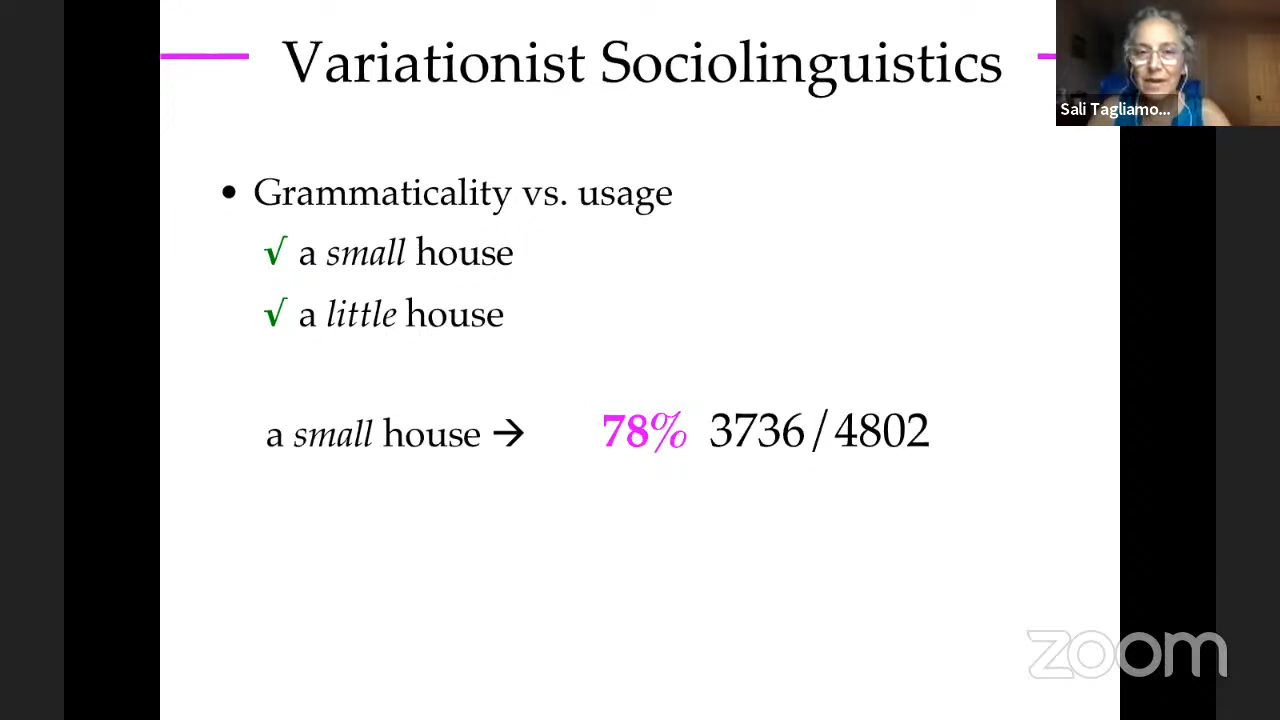 Variationist Sociolinguistics
Sali Tagliamo...
• Grammaticality vs. usage
√ a small house
√ a little house
a small house → 78% 3736/4802
zoom